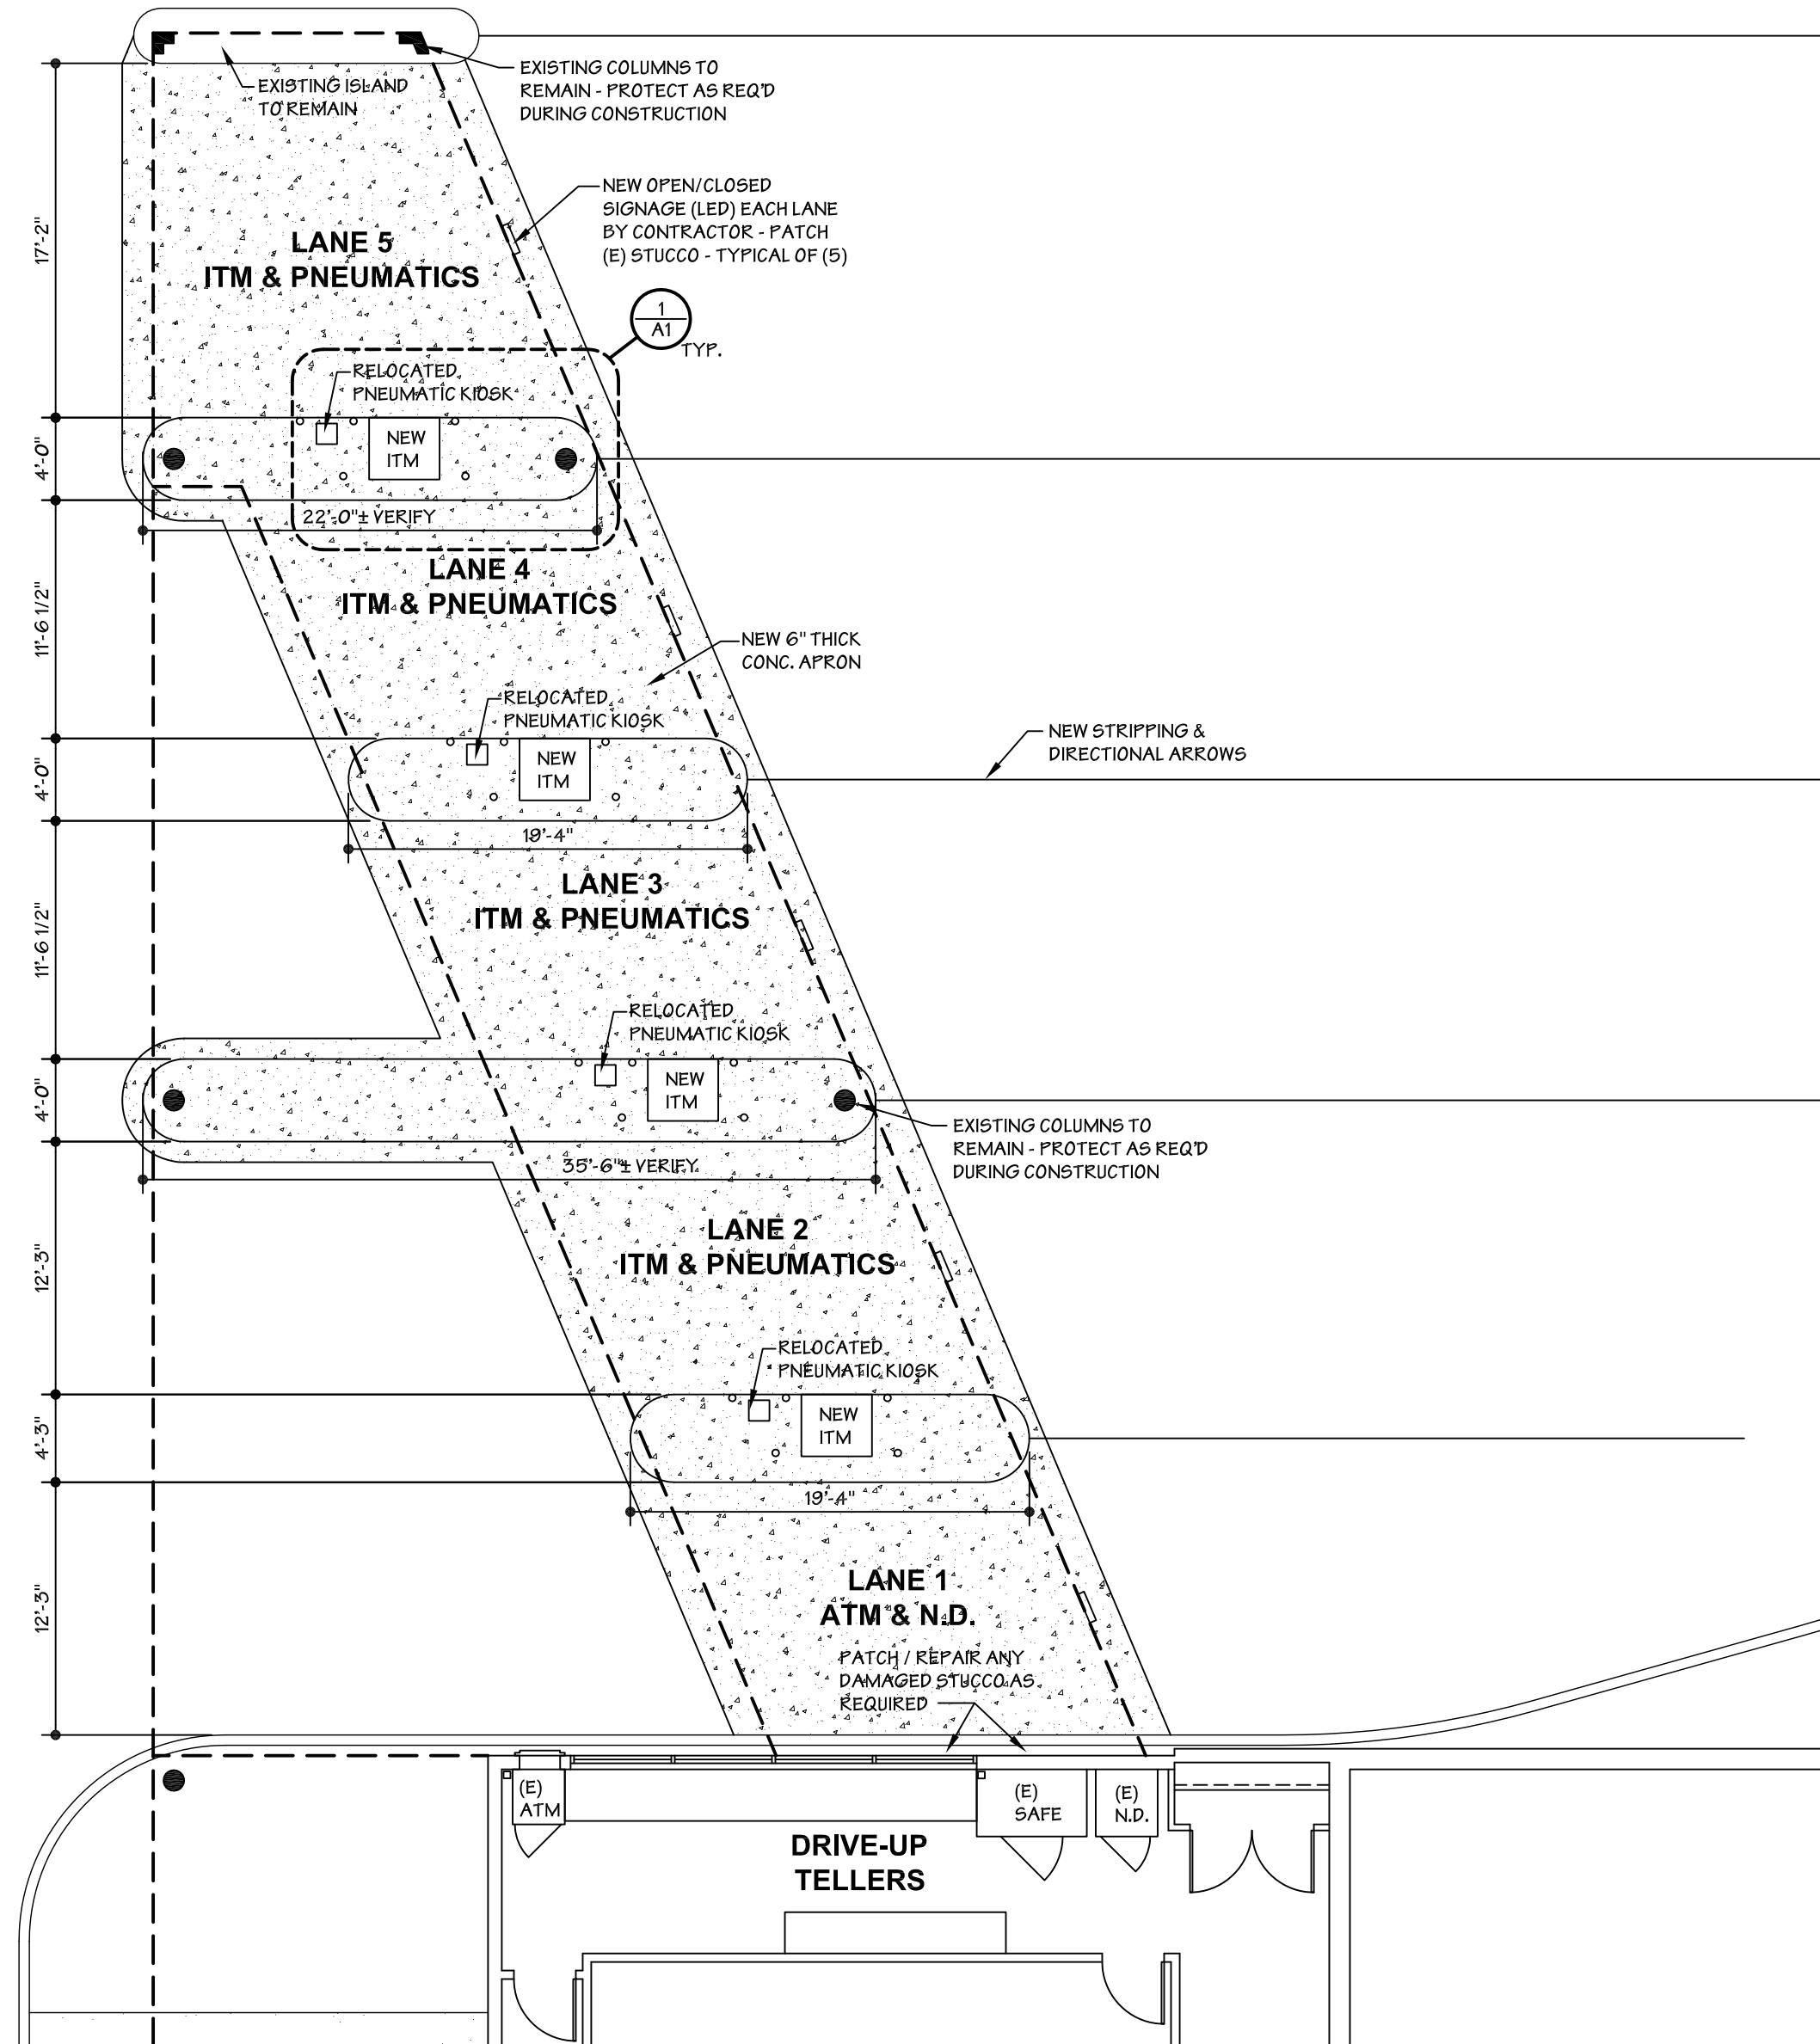 EXISTING ISLAND
TO REMAIN
EXISTING COLUMNS TO
REMAIN - PROTECT AS REQ'D
DURING CONSTRUCTION
NEW OPEN/CLOSED
SIGNAGE (LED) EACH LANE
BY CONTRACTOR - PATCH
(E) STUCCO - TYPICAL OF (5)
17'-2"
LANE 5
ITM & PNEUMATICS
1
A1
TYP.
RELOCATED
PNEUMATIC KIOSK
NEW
ITM
4'-0"
22'-0"± VERIFY
LANE 4
ITM & PNEUMATICS
11'-6 1/2"
NEW 6" THICK
CONC. APRON
RELOCATED
PNEUMATIC KIOSK
NEW STRIPPING &
DIRECTIONAL ARROWS
NEW
ITM
4'-0"
19'-4"
LANE 3
ITM & PNEUMATICS
11'-6 1/2"
RELOCATED
PNEUMATIC KIOSK
NEW
ITM
4'-0"
EXISTING COLUMNS TO
REMAIN - PROTECT AS REQ'D
DURING CONSTRUCTION
35'-6"± VERIFY
LANE 2
ITM & PNEUMATICS
12'-3"
RELOCATED
PNEUMATIC KIOSK
NEW
ITM
4'-3"
19'-4"
LANE 1
ATM & N.D.
12'-3"
PATCH / REPAIR ANY
DAMAGED STUCCO AS
REQUIRED
(E)
ATM
(E)
SAFE
(E)
N.D.
DRIVE-UP
TELLERS